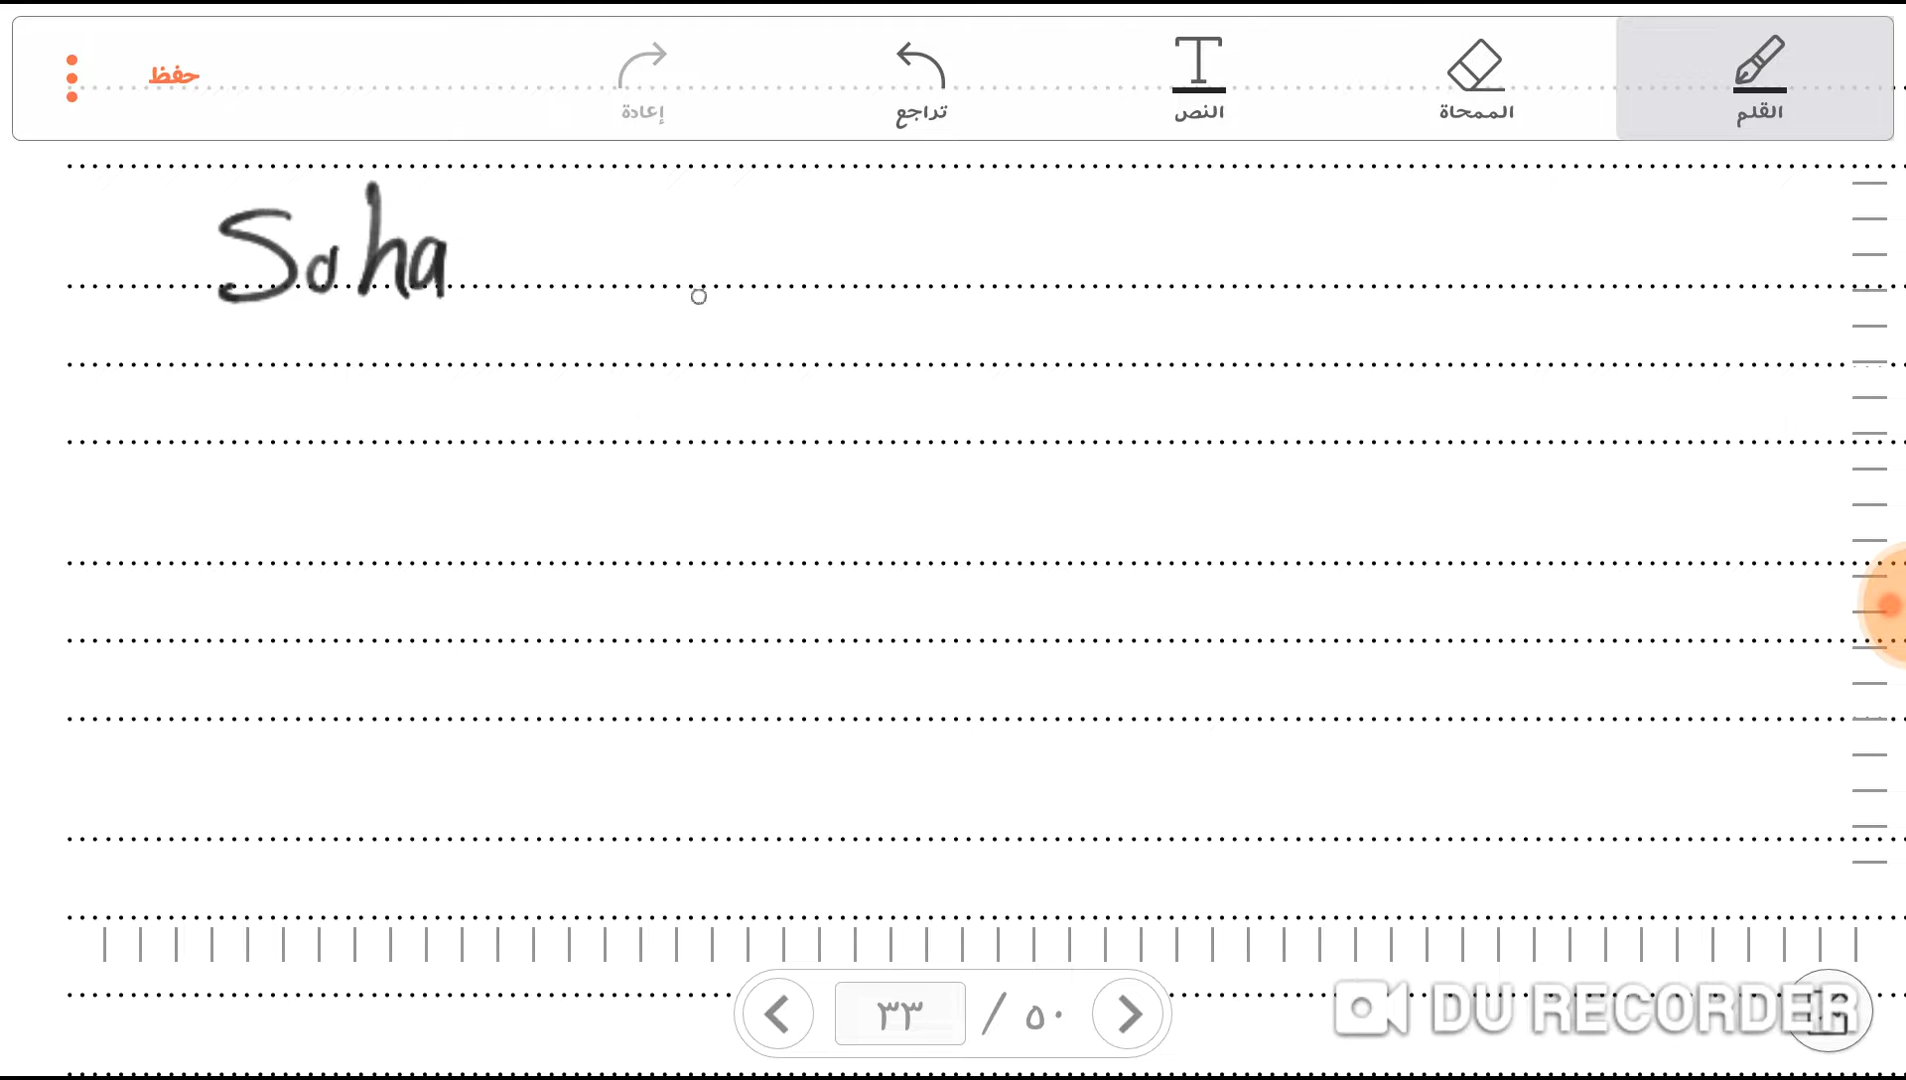 حفظ
إعادة
تراجع
النص
الممحاة
القلم
Soha
٣٣ / ٥٠
DU RECORDER